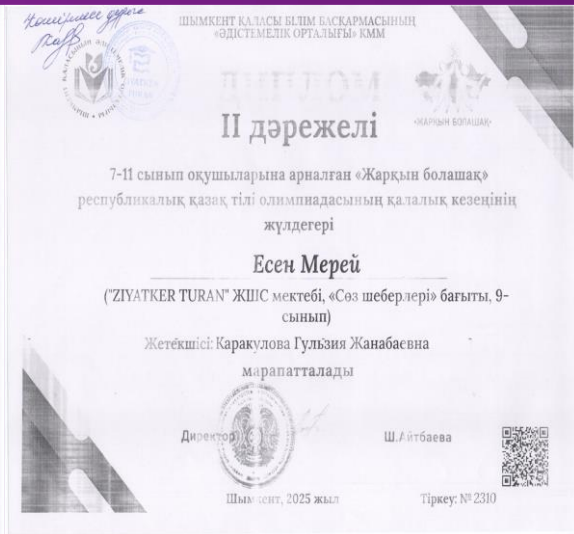 Көшірмесі дұрыс
ШЫМКЕНТ ҚАЛАСЫ БІЛІМ БАСҚАРМАСЫНЫҢ
«ӘДІСТЕМЕЛІК ОРТАЛЫҒЫ» КММ
ДИПЛОМ
«ЖАРҚЫН БОЛАШАҚ»
II дәрежелі
7-11 сынып оқушыларына арналған «Жарқын болашақ»
республикалық қазақ тілі олимпиадасының қалалық кезеңінің
жүлдегері
Есен Мерей
("ZIYATKER TURAN" ЖШС мектебі, «Сөз шеберлері» бағыты, 9-
сынып)
Жетекшісі: Каракулова Гульзия Жанабаевна
марапатталады
Директор Ш.Айтбаева
Шымкент, 2025 жыл Тіркеу: № 2310